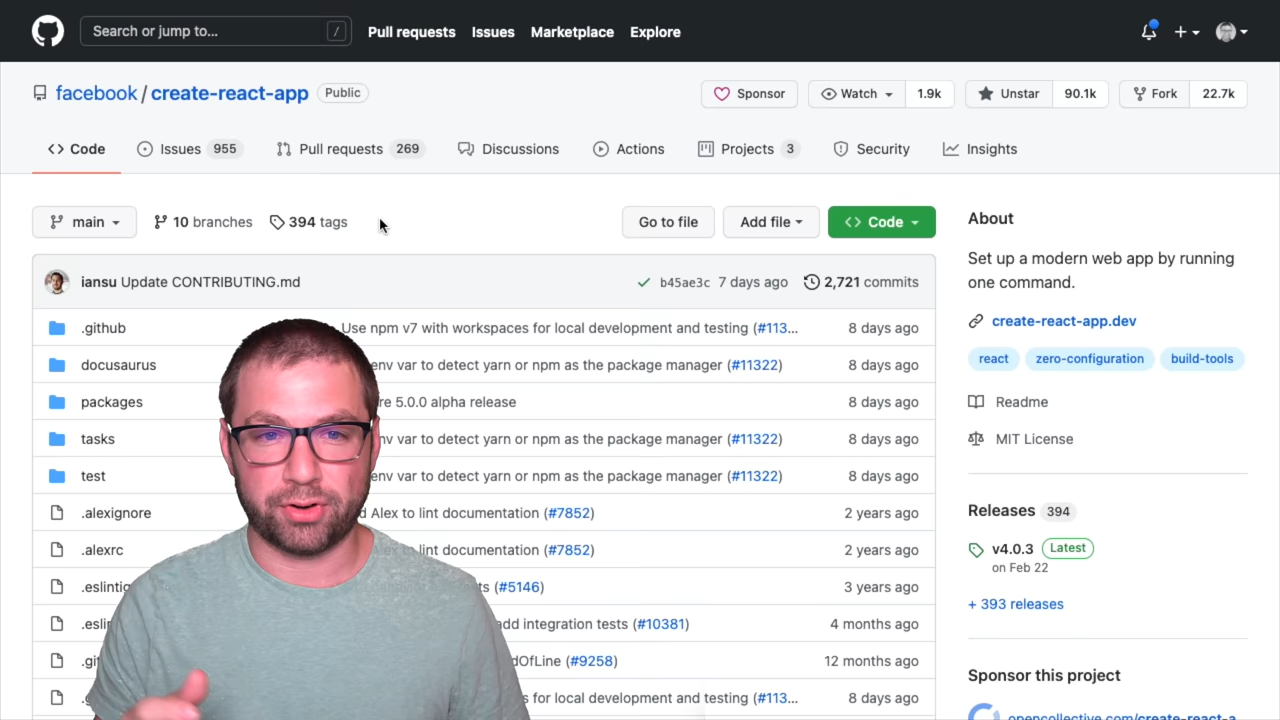 Search or jump to…
/
Pull requests
Issues
Marketplace
Explore
facebook / create-react-app
Public
Sponsor
Watch
1.9k
Unstar
90.1k
Fork
22.7k
Code
Issues 955
Pull requests 269
Discussions
Actions
Projects 3
Security
Insights
main
10 branches
394 tags
Go to file
Add file
Code
iansu Update CONTRIBUTING.md
b45ae3c 7 days ago
2,721 commits
.github
Use npm v7 with workspaces for local development and testing (#113...
8 days ago
docusaurus
env var to detect yarn or npm as the package manager (#11322)
8 days ago
packages
5.0.0 alpha release
8 days ago
tasks
var to detect yarn or npm as the package manager (#11322)
8 days ago
test
env var to detect yarn or npm as the package manager (#11322)
8 days ago
.alexignore
Alex to lint documentation (#7852)
2 years ago
.alexrc
to lint documentation (#7852)
2 years ago
(#5146)
3 years ago
add integration tests (#10381)
4 months ago
(#9258)
12 months ago
for local development and testing (#113...
8 days ago
About
Set up a modern web app by running
one command.
create-react-app.dev
react
zero-configuration
build-tools
Readme
MIT License
Releases 394
v4.0.3 Latest
on Feb 22
+ 393 releases
Sponsor this project
opencollective.com/create-react-a...